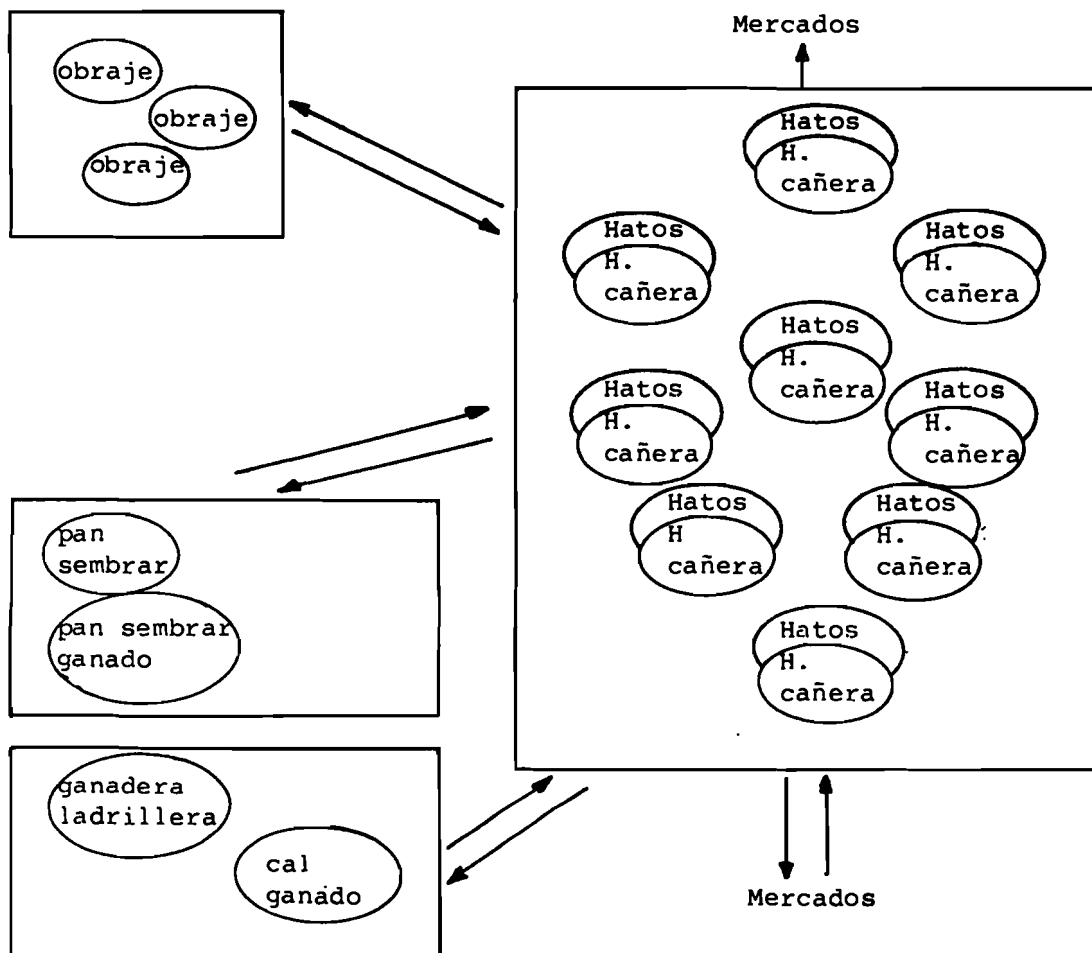 Mercados
obraje
obraje
obraje
Hatos
H.
cañera
Hatos
H.
cañera
Hatos
H.
cañera
Hatos
H.
cañera
Hatos
H.
cañera
Hatos
H.
cañera
Hatos
H
cañera
Hatos
H.
cañera
Hatos
H.
cañera
pan
sembrar
pan sembrar
ganado
ganadera
ladrillera
cal
ganado
Mercados